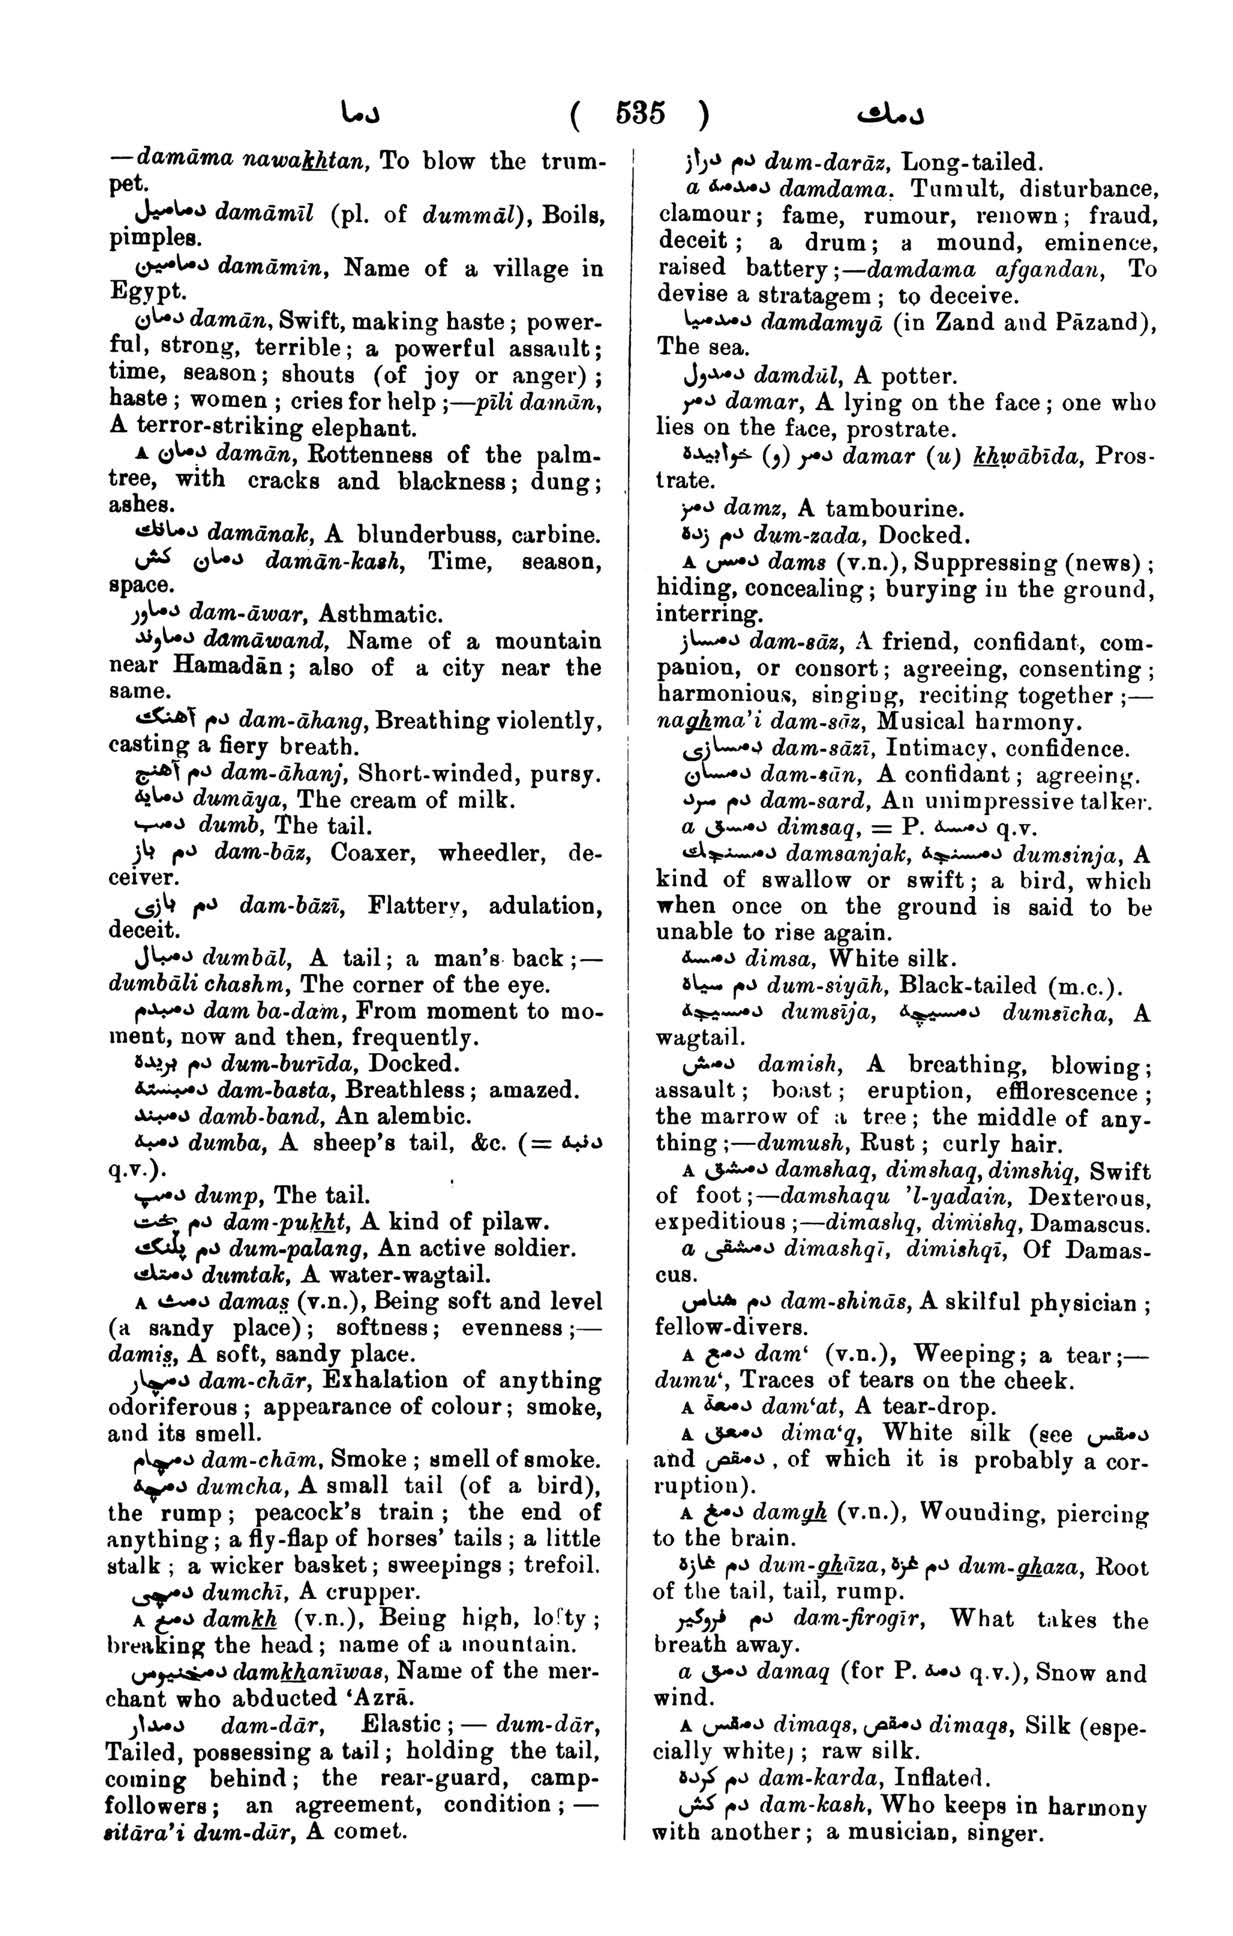 دما ( 535 ) دمك
—damāma nawakhtan, To blow the trum-
pet.
دماميل damāmīl (pl. of dummāl), Boils,
pimples.
دمامين damāmīn, Name of a village in
Egypt.
دمان damān, Swift, making haste; power-
ful, strong, terrible; a powerful assault;
time, season; shouts (of joy or anger);
haste; women; cries for help;—pīli damān,
A terror-striking elephant.
A دمان damān, Rottenness of the palm-
tree, with cracks and blackness; dung;
ashes.
دمانك damānak, A blunderbuss, carbine.
دمان كش damān-kash, Time, season,
space.
دماور dam-āwar, Asthmatic.
دماوند damāwand, Name of a mountain
near Hamadān; also of a city near the
same.
دم آهنگ dam-āhang, Breathing violently,
casting a fiery breath.
دم آهنج dam-āhanj, Short-winded, pursy.
دمايه dumāya, The cream of milk.
دمب dumb, The tail.
دم باز dam-bāz, Coaxer, wheedler, de-
ceiver.
دم بازى dam-bāzī, Flattery, adulation,
deceit.
دمبال dumbāl, A tail; a man's back;—
dumbāli chashm, The corner of the eye.
دمبدم dam ba-dam, From moment to mo-
ment, now and then, frequently.
دم بريده dum-burīda, Docked.
دمبسته dam-basta, Breathless; amazed.
دمبند damb-band, An alembic.
دمبه dumba, A sheep's tail, &c. (= دنبه
q.v.).
دمپ dump, The tail.
دم پخت dam-pukht, A kind of pilaw.
دم پلنگ dum-palang, An active soldier.
دمتك dumtak, A water-wagtail.
A دمث damas̤ (v.n.), Being soft and level
(a sandy place); softness; evenness;—
damis̤, A soft, sandy place.
دمچار dam-chār, Exhalation of anything
odoriferous; appearance of colour; smoke,
and its smell.
دمچام dam-chām, Smoke; smell of smoke.
دمچه dumcha, A small tail (of a bird),
the rump; peacock's train; the end of
anything; a fly-flap of horses' tails; a little
stalk; a wicker basket; sweepings; trefoil.
دمچى dumchī, A crupper.
A دمخ damkh (v.n.), Being high, lofty;
breaking the head; name of a mountain.
دمخنيوس damkhanīwas, Name of the mer-
chant who abducted ‘Azrā.
دمدار dam-dār, Elastic;— dum-dār,
Tailed, possessing a tail; holding the tail,
coming behind; the rear-guard, camp-
followers; an agreement, condition;—
sitāra'i dum-dār, A comet.
دم دراز dum-darāz, Long-tailed.
a دمدمه damdama, Tumult, disturbance,
clamour; fame, rumour, renown; fraud,
deceit; a drum; a mound, eminence,
raised battery;—damdama afgandan, To
devise a stratagem; to deceive.
دمدميا damdamyā (in Zand and Pāzand),
The sea.
دمدول damdūl, A potter.
دمر damar, A lying on the face; one who
lies on the face, prostrate.
دمر (و) خوابيده damar (u) khwābīda, Pros-
trate.
دمز damz, A tambourine.
دم زده dum-zada, Docked.
A دمس dams (v.n.), Suppressing (news);
hiding, concealing; burying in the ground,
interring.
دمساز dam-sāz, A friend, confidant, com-
panion, or consort; agreeing, consenting;
harmonious, singing, reciting together;—
naghma'i dam-sāz, Musical harmony.
دمسازى dam-sāzī, Intimacy, confidence.
دمسان dam-sān, A confidant; agreeing.
دم سرد dam-sard, An unimpressive talker.
a دمسق dimsaq, = P. دمسه q.v.
دمسنجك damsanjak, دمسنجه dumsinja, A
kind of swallow or swift; a bird, which
when once on the ground is said to be
unable to rise again.
دمسه dimsa, White silk.
دم سياه dum-siyāh, Black-tailed (m.c.).
دمسيجه dumsīja, دمسيچه dumsīcha, A
wagtail.
دمش damish, A breathing, blowing;
assault; boast; eruption, efflorescence;
the marrow of a tree; the middle of any-
thing;—dumush, Rust; curly hair.
A دمشق damshaq, dimshaq, dimshiq, Swift
of foot;—damshaqu 'l-yadain, Dexterous,
expeditious;—dimashq, dimishq, Damascus.
a دمشقى dimashqī, dimishqī, Of Damas-
cus.
دم شناس dam-shinās, A skilful physician;
fellow-divers.
A دمع dam‘ (v.n.), Weeping; a tear;—
dumu‘, Traces of tears on the cheek.
A دمعة dam‘at, A tear-drop.
A دمعق dima‘q, White silk (see دمقس
and دمقص, of which it is probably a cor-
ruption).
A دمغ damgh (v.n.), Wounding, piercing
to the brain.
دم غازه dum-ghāza, دم غزه dum-ghaza, Root
of the tail, tail, rump.
دم فروگير dam-firogīr, What takes the
breath away.
a دمق damaq (for P. دمه q.v.), Snow and
wind.
A دمقس dimaqs, دمقص dimaqs, Silk (espe-
cially white); raw silk.
دم كرده dam-karda, Inflated.
دم كش dam-kash, Who keeps in harmony
with another; a musician, singer.